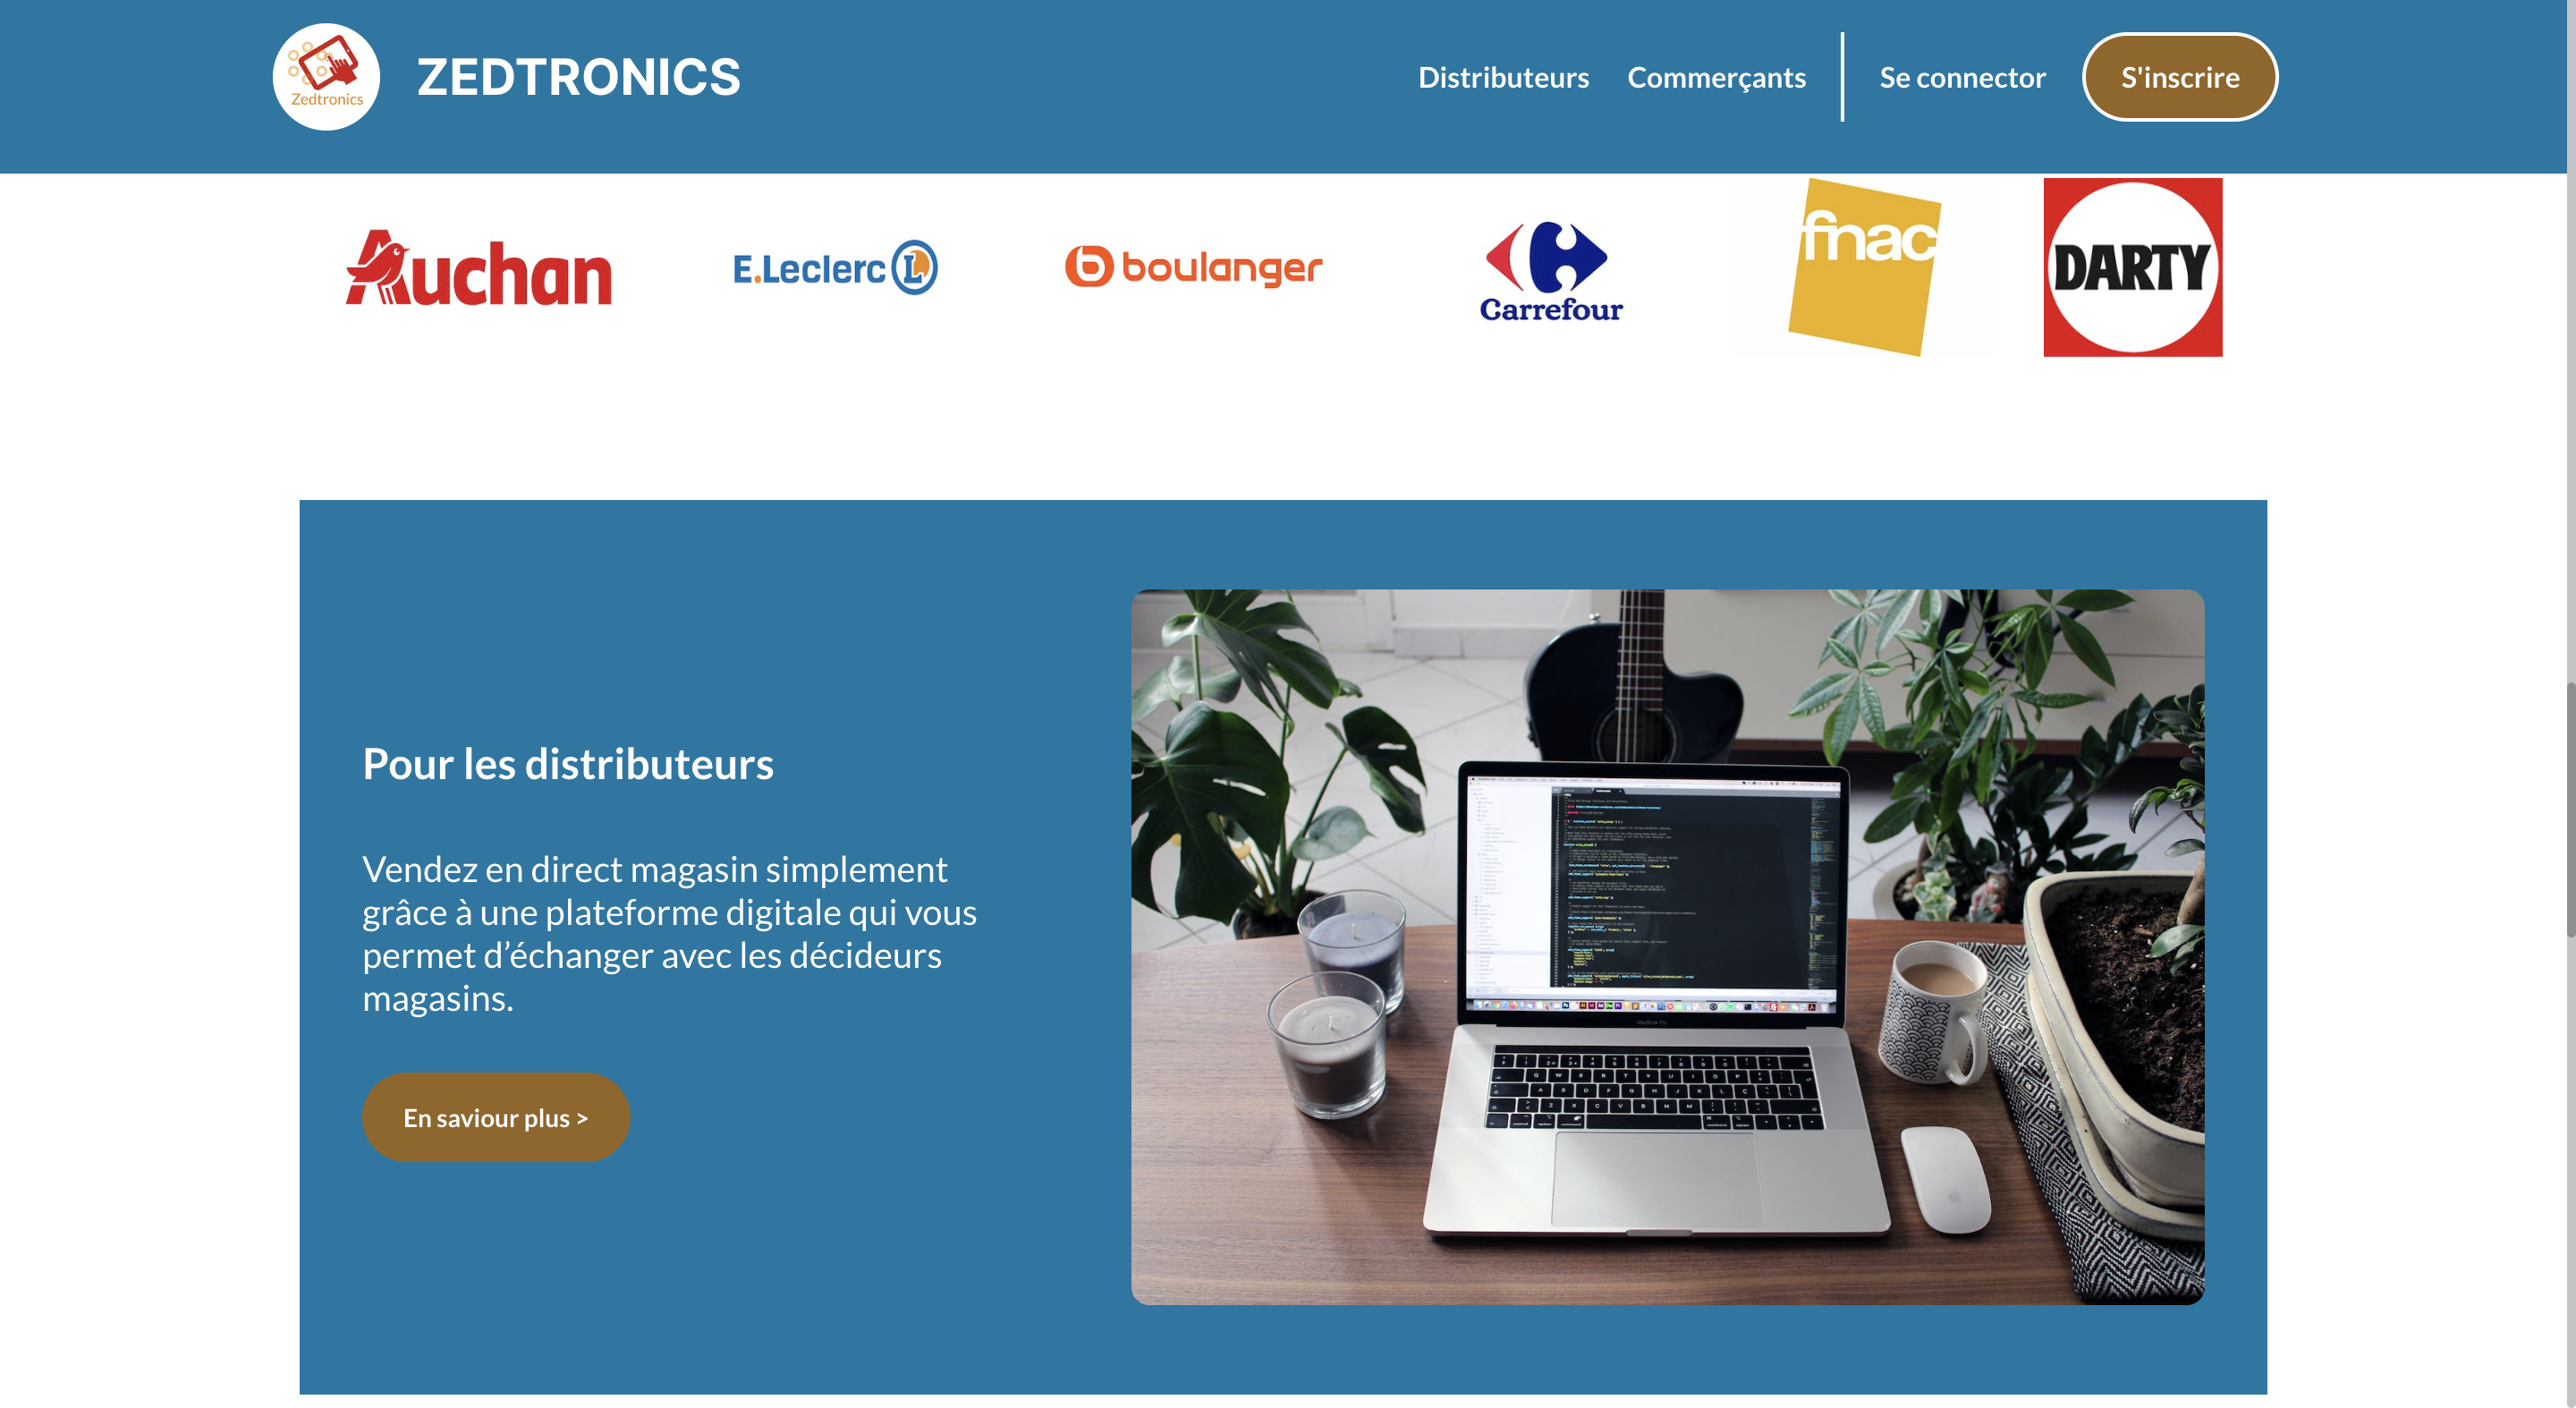 Zedtronics
ZEDTRONICS
Distributeurs
Commerçants
Se connector
S'inscrire
Auchan
E.Leclerc L
boulanger
Carrefour
fnac
DARTY
Pour les distributeurs
Vendez en direct magasin simplement
grâce à une plateforme digitale qui vous
permet d’échanger avec les décideurs
magasins.
En saviour plus >